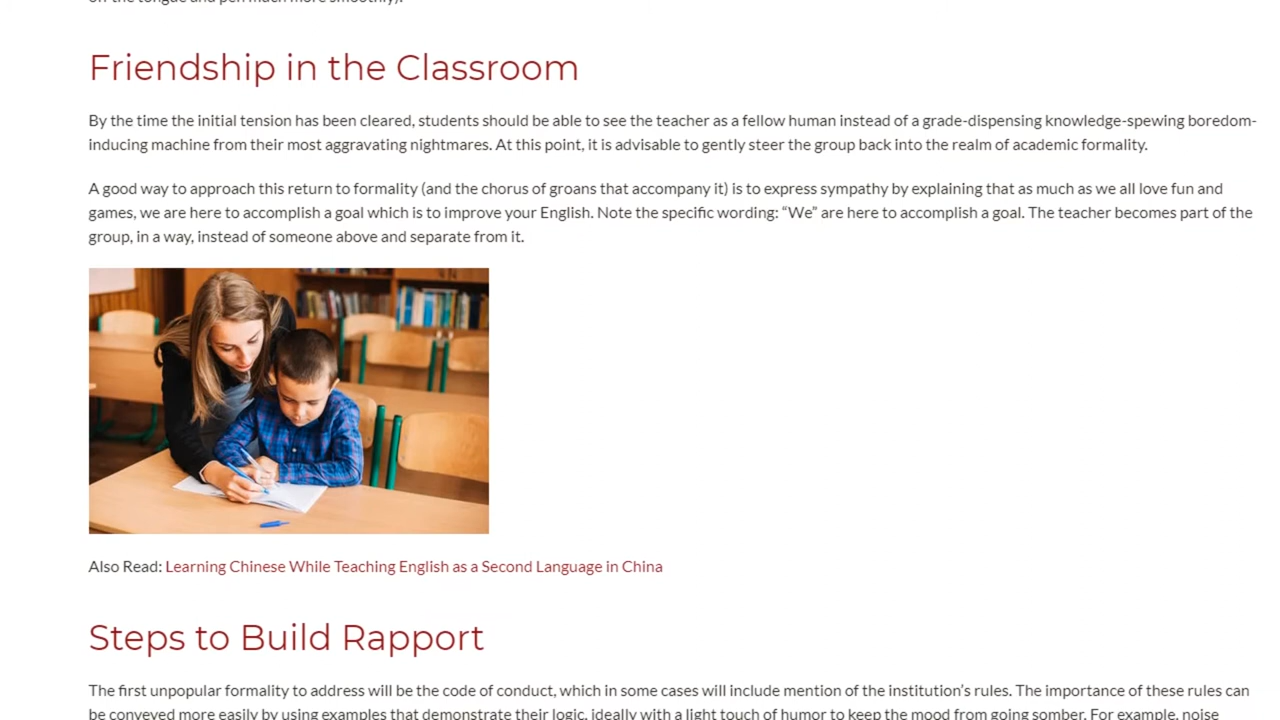 on the tongue and pen much more smoothly).
Friendship in the Classroom
By the time the initial tension has been cleared, students should be able to see the teacher as a fellow human instead of a grade-dispensing knowledge-spewing boredom-
inducing machine from their most aggravating nightmares. At this point, it is advisable to gently steer the group back into the realm of academic formality.
A good way to approach this return to formality (and the chorus of groans that accompany it) is to express sympathy by explaining that as much as we all love fun and
games, we are here to accomplish a goal which is to improve your English. Note the specific wording: “We” are here to accomplish a goal. The teacher becomes part of the
group, in a way, instead of someone above and separate from it.
Also Read: Learning Chinese While Teaching English as a Second Language in China
Steps to Build Rapport
The first unpopular formality to address will be the code of conduct, which in some cases will include mention of the institution’s rules. The importance of these rules can
be conveyed more easily by using examples that demonstrate their logic, ideally with a light touch of humor to keep the mood from going somber. For example, noise